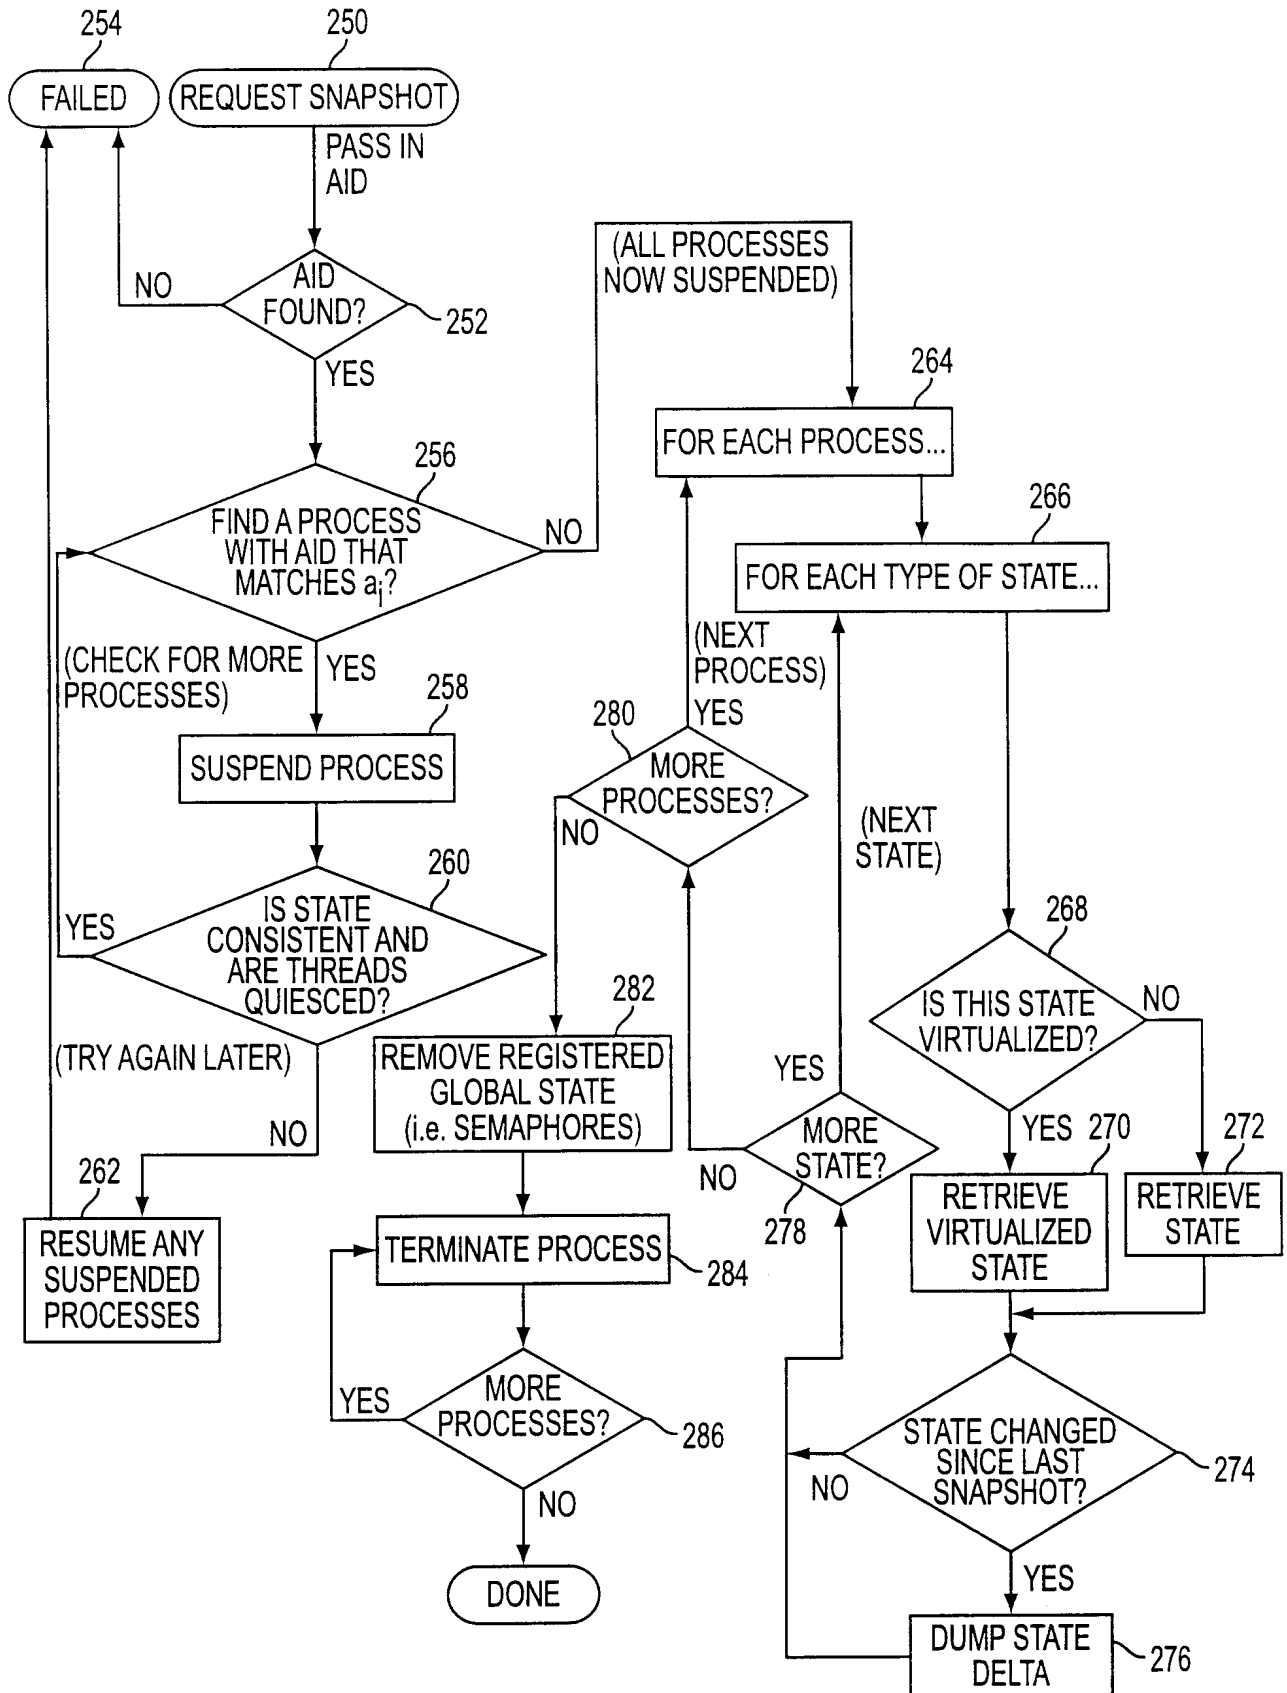 254
250
FAILED
REQUEST SNAPSHOT
PASS IN
AID
AID
FOUND?
NO
252
YES
(ALL PROCESSES
NOW SUSPENDED)
264
FOR EACH PROCESS...
256
FIND A PROCESS
WITH AID THAT
MATCHES ai?
NO
266
FOR EACH TYPE OF STATE...
(CHECK FOR MORE
PROCESSES)
YES
258
SUSPEND PROCESS
(NEXT
PROCESS)
YES
280
MORE
PROCESSES?
NO
(NEXT
STATE)
260
IS STATE
CONSISTENT AND
ARE THREADS
QUIESCED?
YES
268
IS THIS STATE
VIRTUALIZED?
NO
282
REMOVE REGISTERED
GLOBAL STATE
(i.e. SEMAPHORES)
(TRY AGAIN LATER)
NO
YES
MORE
STATE?
NO
278
YES
270
272
RETRIEVE
VIRTUALIZED
STATE
RETRIEVE
STATE
262
RESUME ANY
SUSPENDED
PROCESSES
TERMINATE PROCESS
284
YES
MORE
PROCESSES?
286
NO
DONE
STATE CHANGED
SINCE LAST
SNAPSHOT?
274
NO
YES
DUMP STATE
DELTA
276